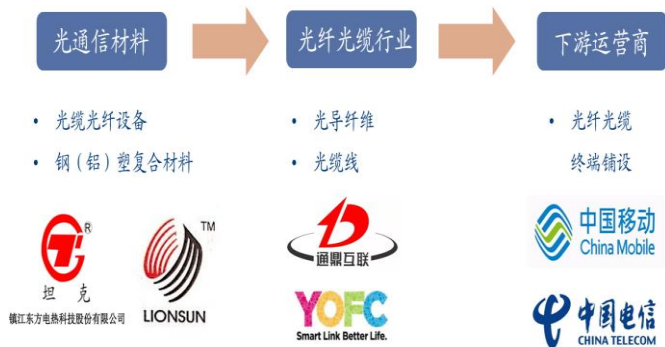 光通信材料
光纤光缆行业
下游运营商
• 光缆光纤设备
• 钢（铝）塑复合材料
• 光导纤维
• 光缆线
• 光纤光缆
终端铺设
®
坦克
镇江东方电热科技股份有限公司
TM
LIONSUN
通鼎互联
YOFC
Smart Link Better Life.
中国移动
China Mobile
中国电信
CHINA TELECOM